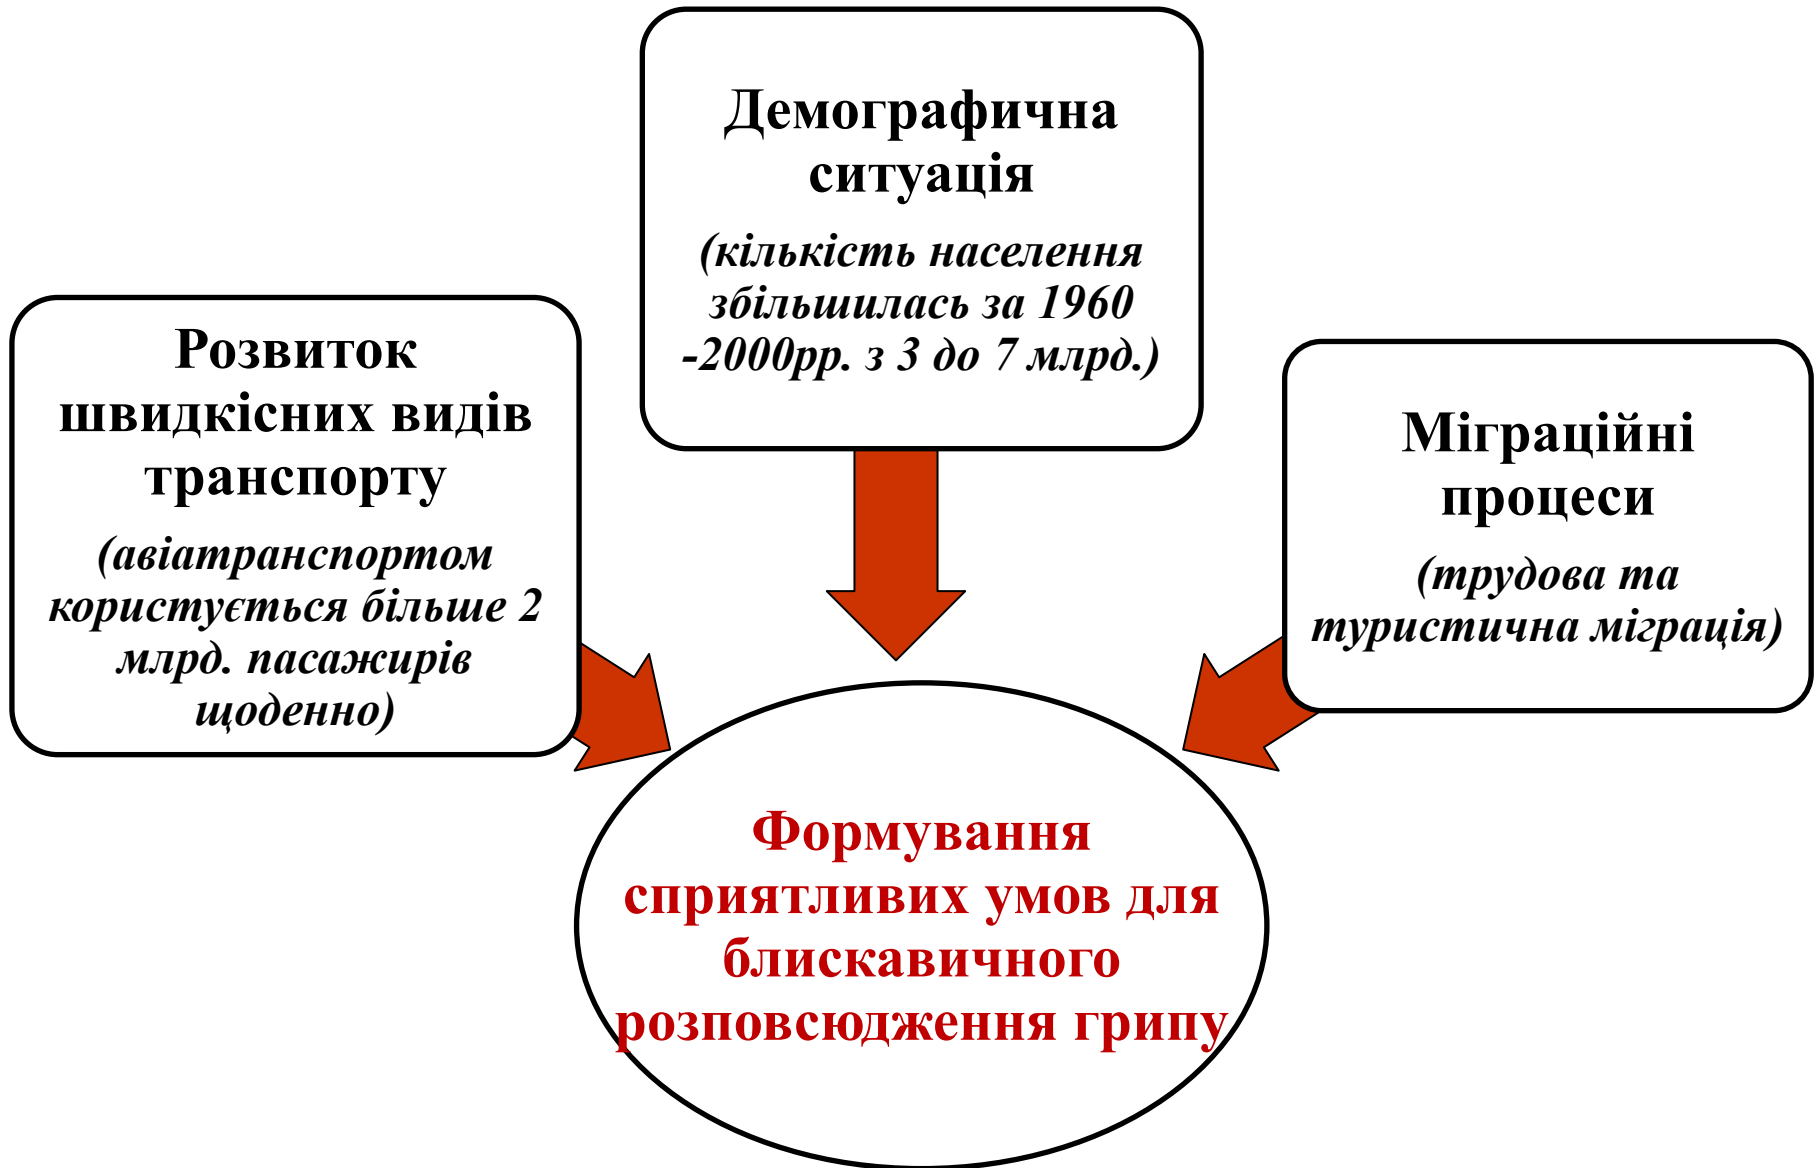 Демографична
ситуація
(кількість населення
збільшилась за 1960
-2000рр. з 3 до 7 млрд.)
Розвиток
швидкісних видів
транспорту
(авіатранспортом
користується більше 2
млрд. пасажирів
щоденно)
Міграційні
процеси
(трудова та
туристична міграція)
Формування
сприятливих умов для
блискавичного
розповсюдження грипу